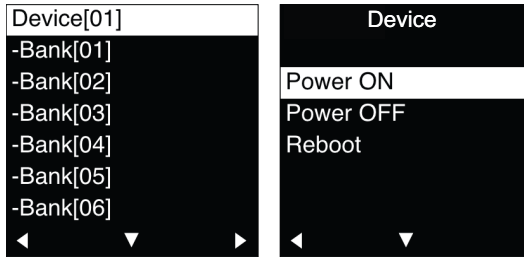 Device[01]
-Bank[01]
-Bank[02]
-Bank[03]
-Bank[04]
-Bank[05]
-Bank[06]
Device
Power ON
Power OFF
Reboot